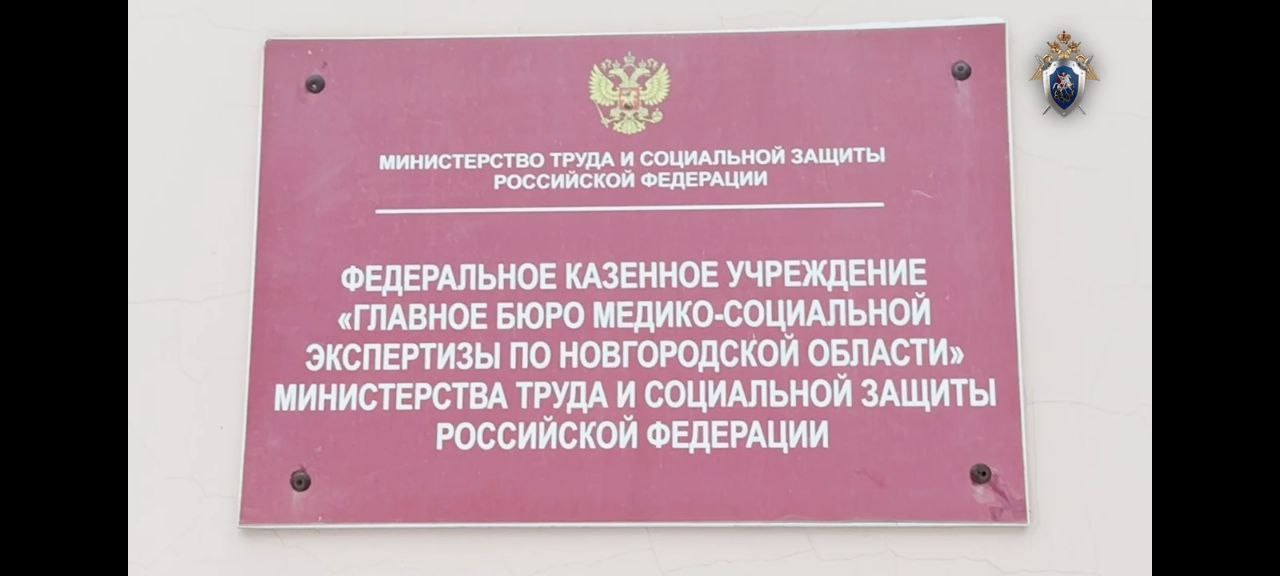 МИНИСТЕРСТВО ТРУДА И СОЦИАЛЬНОЙ ЗАЩИТЫ
РОССИЙСКОЙ ФЕДЕРАЦИИ
ФЕДЕРАЛЬНОЕ КАЗЕННОЕ УЧРЕЖДЕНИЕ
«ГЛАВНОЕ БЮРО МЕДИКО-СОЦИАЛЬНОЙ
ЭКСПЕРТИЗЫ ПО НОВГОРОДСКОЙ ОБЛАСТИ»
МИНИСТЕРСТВА ТРУДА И СОЦИАЛЬНОЙ ЗАЩИТЫ
РОССИЙСКОЙ ФЕДЕРАЦИИ